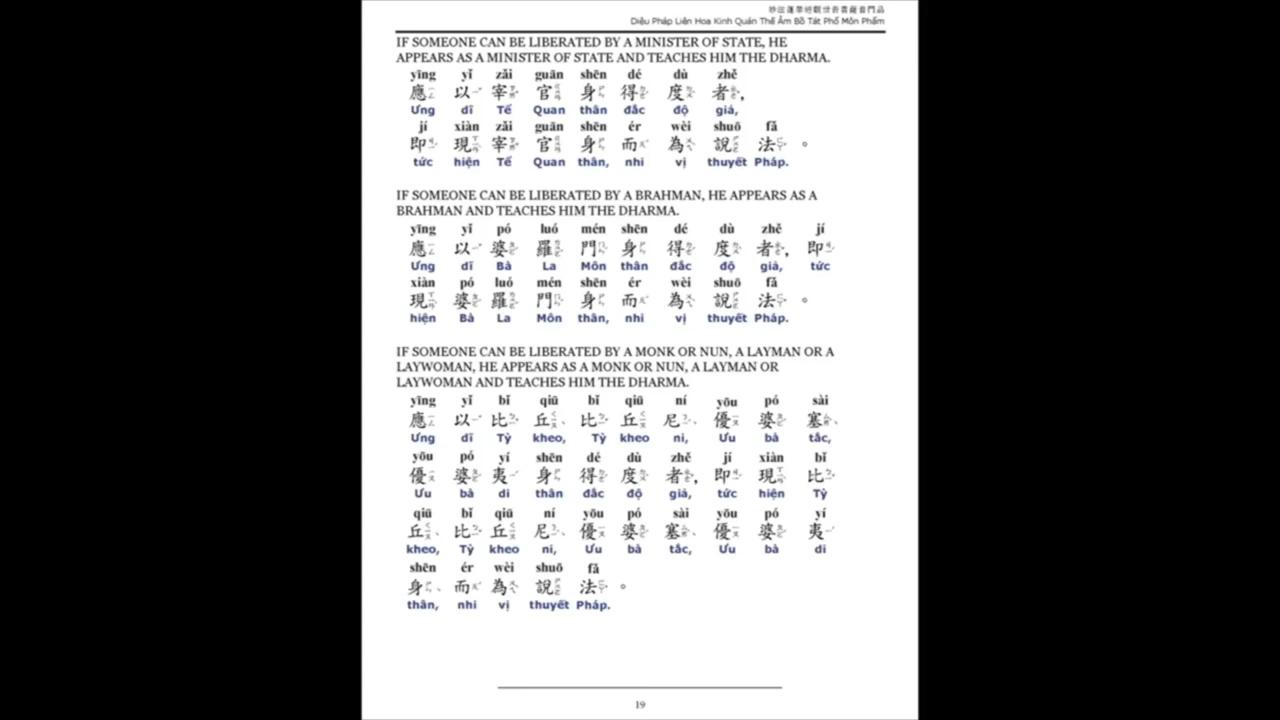 妙法蓮華經觀世音菩薩普門品
Diệu Pháp Liên Hoa Kinh Quán Thế Âm Bồ Tát Phổ Môn Phẩm
IF SOMEONE CAN BE LIBERATED BY A MINISTER OF STATE, HE
APPEARS AS A MINISTER OF STATE AND TEACHES HIM THE DHARMA.
yīng yǐ zǎi guān shēn dé dù zhě
應以宰官身得度者，
Ưng dĩ Tể Quan thân đắc độ giả,
jí xiàn zǎi guān shēn ér wèi shuō fǎ
即現宰官身而為說法。
tức hiện Tể Quan thân, nhi vị thuyết Pháp.
IF SOMEONE CAN BE LIBERATED BY A BRAHMAN, HE APPEARS AS A
BRAHMAN AND TEACHES HIM THE DHARMA.
yīng yǐ pó luó mén shēn dé dù zhě jí
應以婆羅門身得度者，即
Ưng dĩ Bà La Môn thân đắc độ giả, tức
xiàn pó luó mén shēn ér wèi shuō fǎ
現婆羅門身而為說法。
hiện Bà La Môn thân, nhi vị thuyết Pháp.
IF SOMEONE CAN BE LIBERATED BY A MONK OR NUN, A LAYMAN OR A
LAYWOMAN, HE APPEARS AS A MONK OR NUN, A LAYMAN OR
LAYWOMAN AND TEACHES HIM THE DHARMA.
yīng yǐ bǐ qiū bǐ qiū ní yōu pó sài
應以比丘、比丘尼、優婆塞、
Ưng dĩ Tỳ kheo, Tỳ kheo ni, Ưu bà tắc,
yōu pó yí shēn dé dù zhě jí xiàn bǐ
優婆夷身得度者，即現比
Ưu bà di thân đắc độ giả, tức hiện Tỳ
qiū bǐ qiū ní yōu pó sài yōu pó yí
丘、比丘尼、優婆塞、優婆夷
kheo, Tỳ kheo ni, Ưu bà tắc, Ưu bà di
shēn ér wèi shuō fǎ
身、而為說法。
thân, nhi vị thuyết Pháp.
19